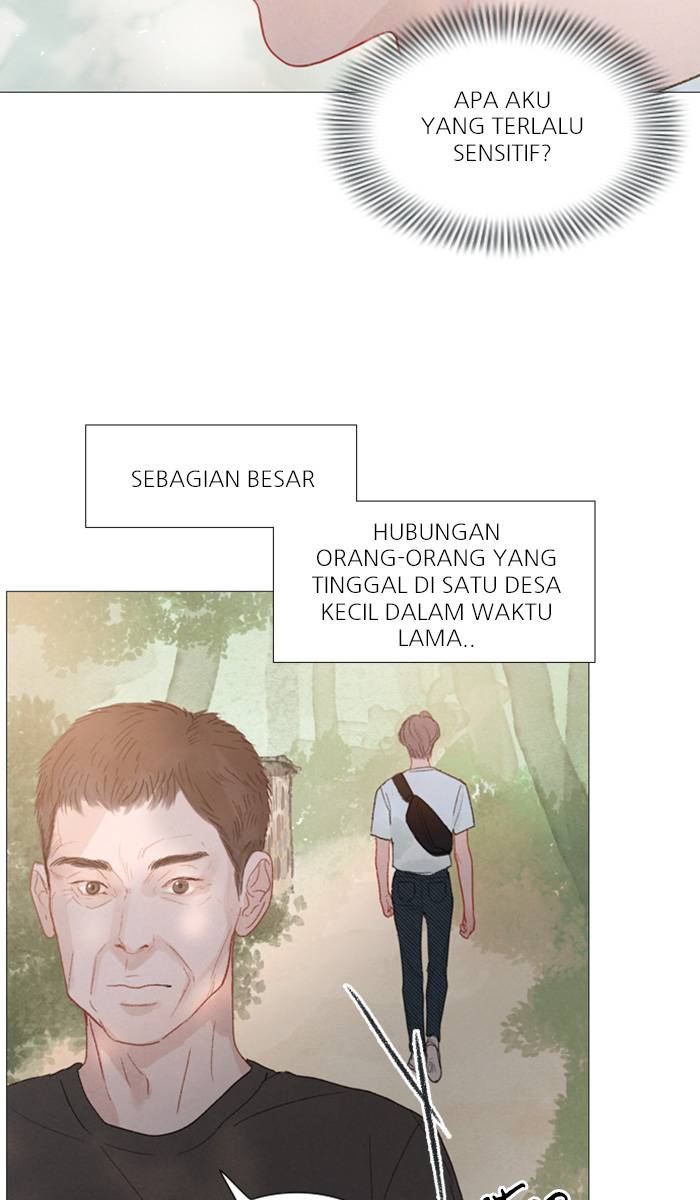 APA AKU
YANG TERLALU
SENSITIF?
SEBAGIAN BESAR
HUBUNGAN
ORANG-ORANG YANG
TINGGAL DI SATU DESA
KECIL DALAM WAKTU
LAMA..